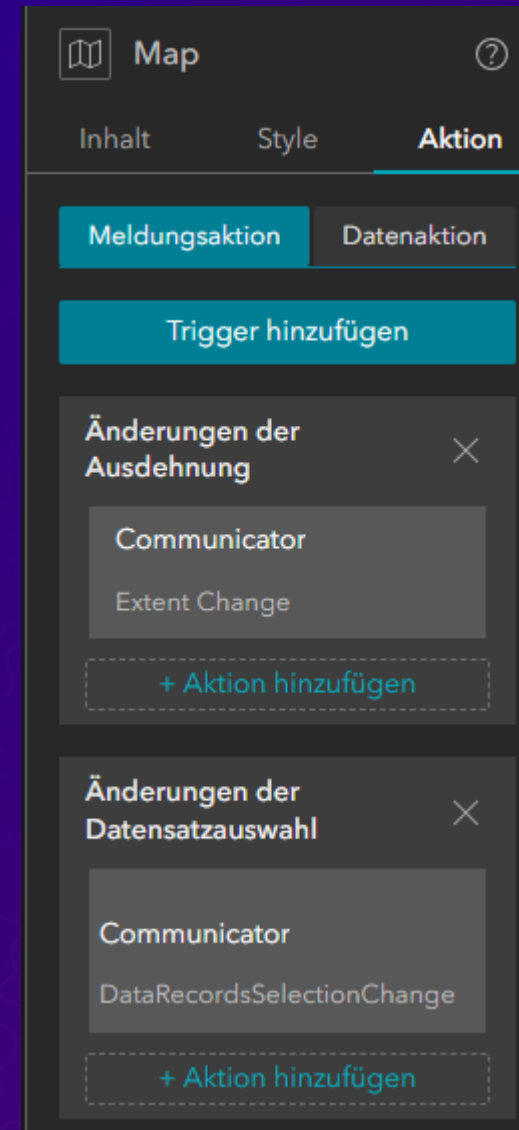 Map
Inhalt Style Aktion
Meldungsaktion Datenaktion
Trigger hinzufügen
Änderungen der
Ausdehnung
Communicator
Extent Change
+ Aktion hinzufügen
Änderungen der
Datensatzauswahl
Communicator
DataRecordsSelectionChange
+ Aktion hinzufügen